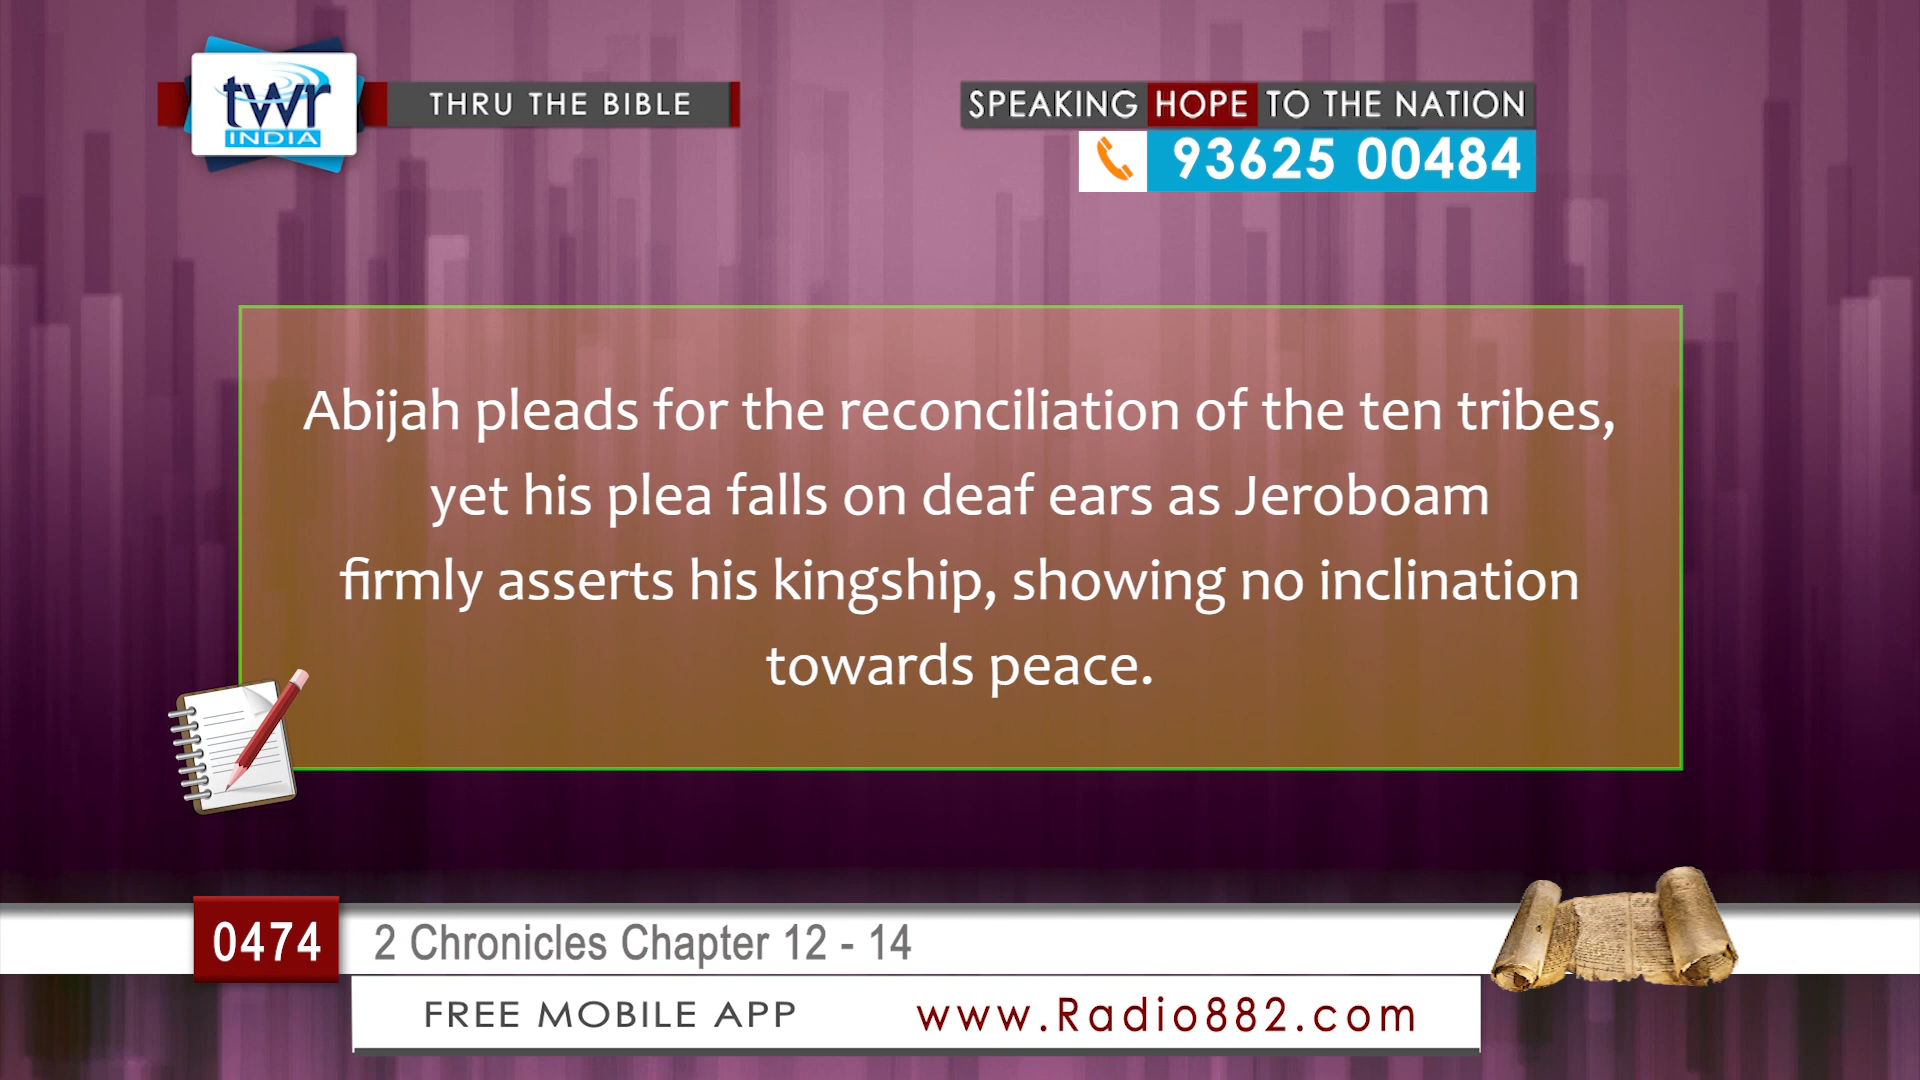 twr
INDIA
THRU THE BIBLE
SPEAKING HOPE TO THE NATION
93625 00484
Abijah pleads for the reconciliation of the ten tribes,
yet his plea falls on deaf ears as Jeroboam
firmly asserts his kingship, showing no inclination
towards peace.
0474
2 Chronicles Chapter 12 - 14
FREE MOBILE APP
www.Radio882.com